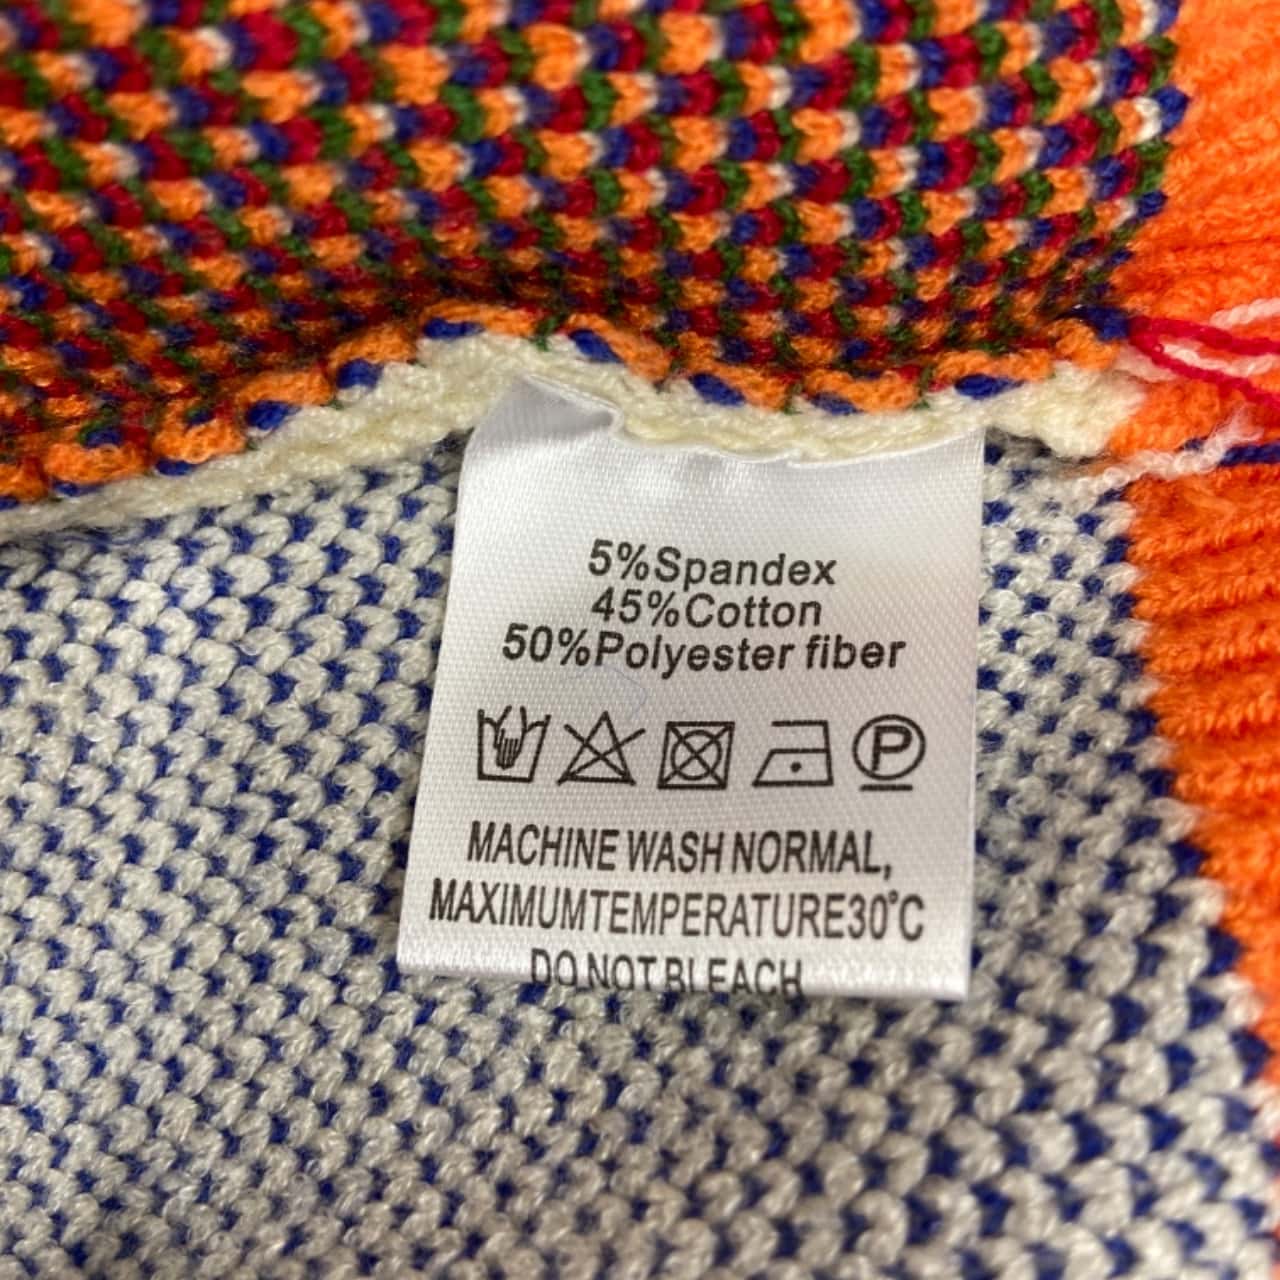 5%Spandex
45%Cotton
50%Polyester fiber
P
MACHINE WASH NORMAL,
MAXIMUMTEMPERATURE30°C
DO NOT BLEACH